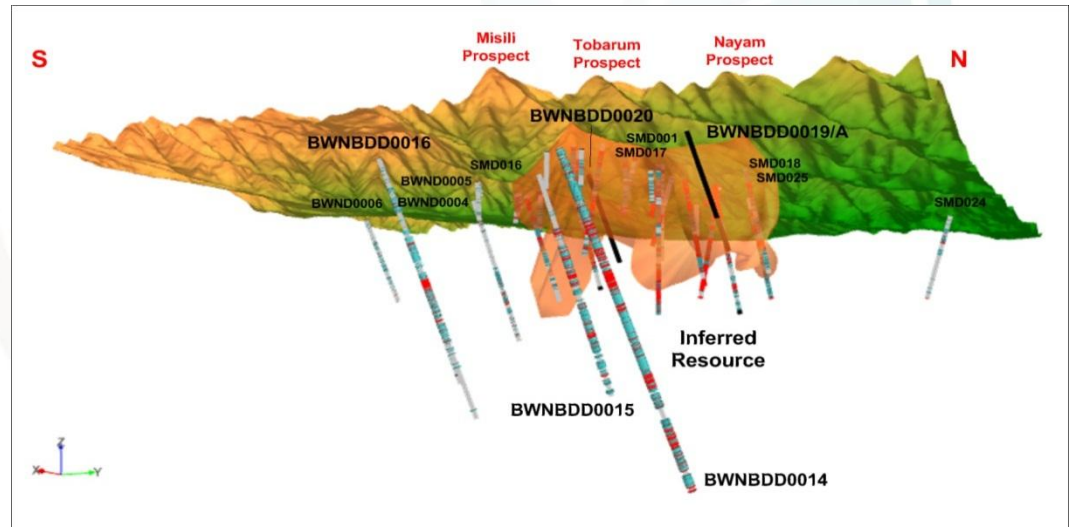 S
Misili
Prospect
Tobarum
Prospect
Nayam
Prospect
N
BWNBDD0020
BWNBDD0016
SMD001
SMD017
BWNBDD0019/A
SMD016
BWND0005
SMD018
SMD025
BWND0006
BWND0004
SMD024
Inferred
Resource
BWNBDD0015
BWNBDD0014
Z
X
Y